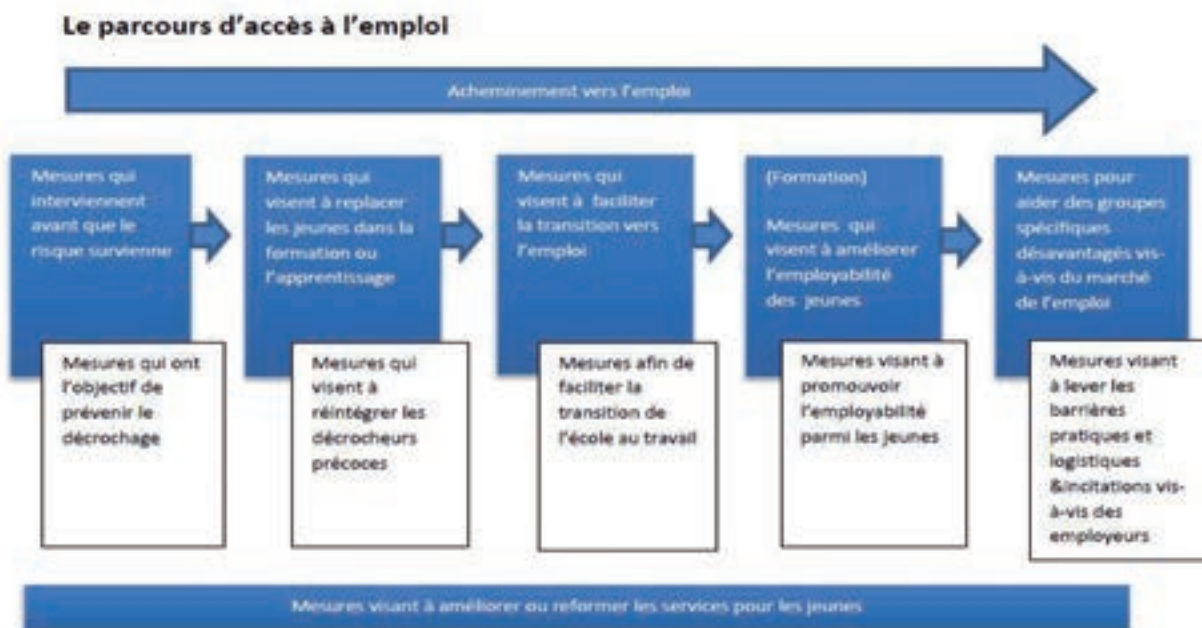 Le parcours d'accès à l'emploi
Acheminement vers l'emploi
Mesures qui
interviennent
avant que le
risque survienne
Mesures qui
visent à replacer
les jeunes dans la
formation ou
l'apprentissage
Mesures qui
visent à faciliter
la transition vers
l'emploi
(Formation)
Mesures qui
visent à améliorer
l'employabilité
des jeunes
Mesures pour
aider des groupes
spécifiques
désavantagés vis-
à-vis du marché
de l'emploi
Mesures qui ont
l'objectif de
prévenir le
décrochage
Mesures qui
visent à
réintégrer les
décrocheurs
précoces
Mesures afin de
faciliter la
transition de
l'école au travail
Mesures visant à
promouvoir
l'employabilité
parmi les jeunes
Mesures visant
à lever les
barrières
pratiques et
logistiques
&incitations vis-
à-vis des
employeurs
Mesures visant à améliorer ou reformer les services pour les jeunes